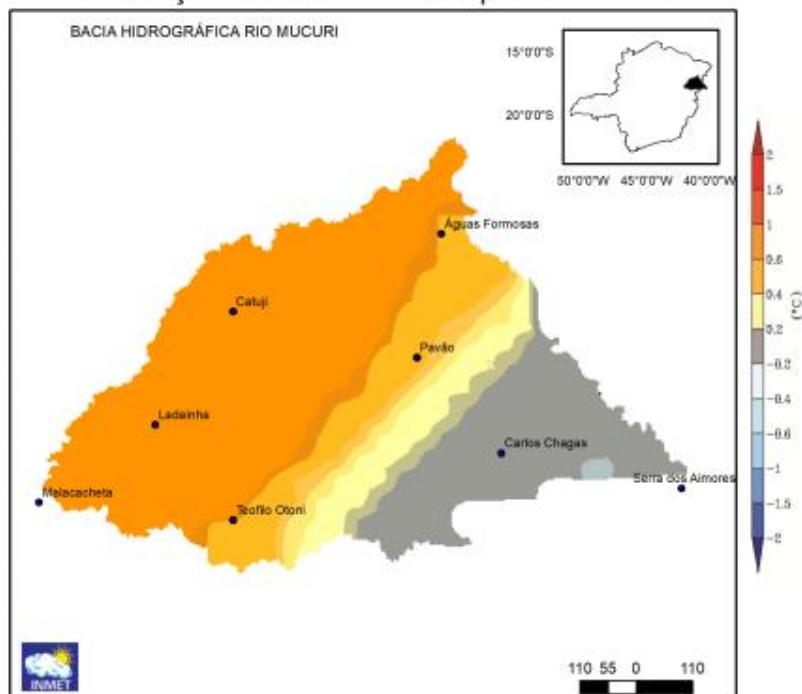 BACIA HIDROGRÁFICA RIO MUCURI
15°0'0"S
20°0'0"S
50°0'0"W 45°0'0"W 40°0'0"W
2
1.5
1
0.6
0.4
0.2
-0.2
-0.4
-0.6
-1
-1.5
-2
(°C)
Águas Formosas
Catuji
Pavão
Ladainha
Carlos Chagas
Malacacheta
Serra dos Aimores
Teofilo Otoni
INMET
110 55 0 110